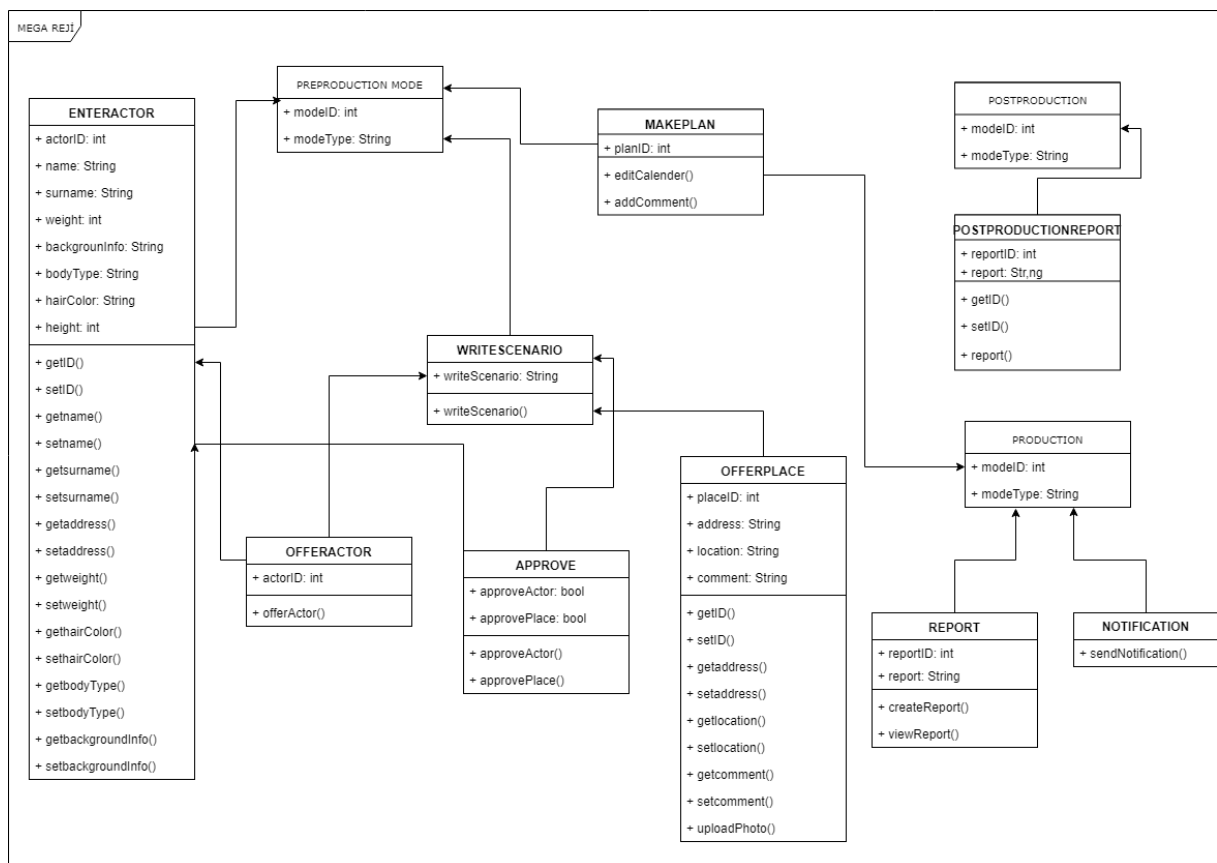 MEGA REJİ
ENTERACTOR
+ actorID: int
+ name: String
+ surname: String
+ weight: int
+ backgrounInfo: String
+ bodyType: String
+ hairColor: String
+ height: int
+ getID()
+ setID()
+ getname()
+ setname()
+ getsurname()
+ setsurname()
+ getaddress()
+ setaddress()
+ getweight()
+ setweight()
+ gethairColor()
+ sethairColor()
+ getbodyType()
+ setbodyType()
+ getbackgroundInfo()
+ setbackgroundInfo()
PREPRODUCTION MODE
+ modeID: int
+ modeType: String
MAKEPLAN
+ planID: int
+ editCalender()
+ addComment()
POSTPRODUCTION
+ modeID: int
+ modeType: String
POSTPRODUCTIONREPORT
+ reportID: int
+ report: Str,ng
+ getID()
+ setID()
+ report()
WRITESCENARIO
+ writeScenario: String
+ writeScenario()
OFFERACTOR
+ actorID: int
+ offerActor()
APPROVE
+ approveActor: bool
+ approvePlace: bool
+ approveActor()
+ approvePlace()
OFFERPLACE
+ placeID: int
+ address: String
+ location: String
+ comment: String
+ getID()
+ setID()
+ getaddress()
+ setaddress()
+ getlocation()
+ setlocation()
+ getcomment()
+ setcomment()
+ uploadPhoto()
PRODUCTION
+ modeID: int
+ modeType: String
REPORT
+ reportID: int
+ report: String
+ createReport()
+ viewReport()
NOTIFICATION
+ sendNotification()